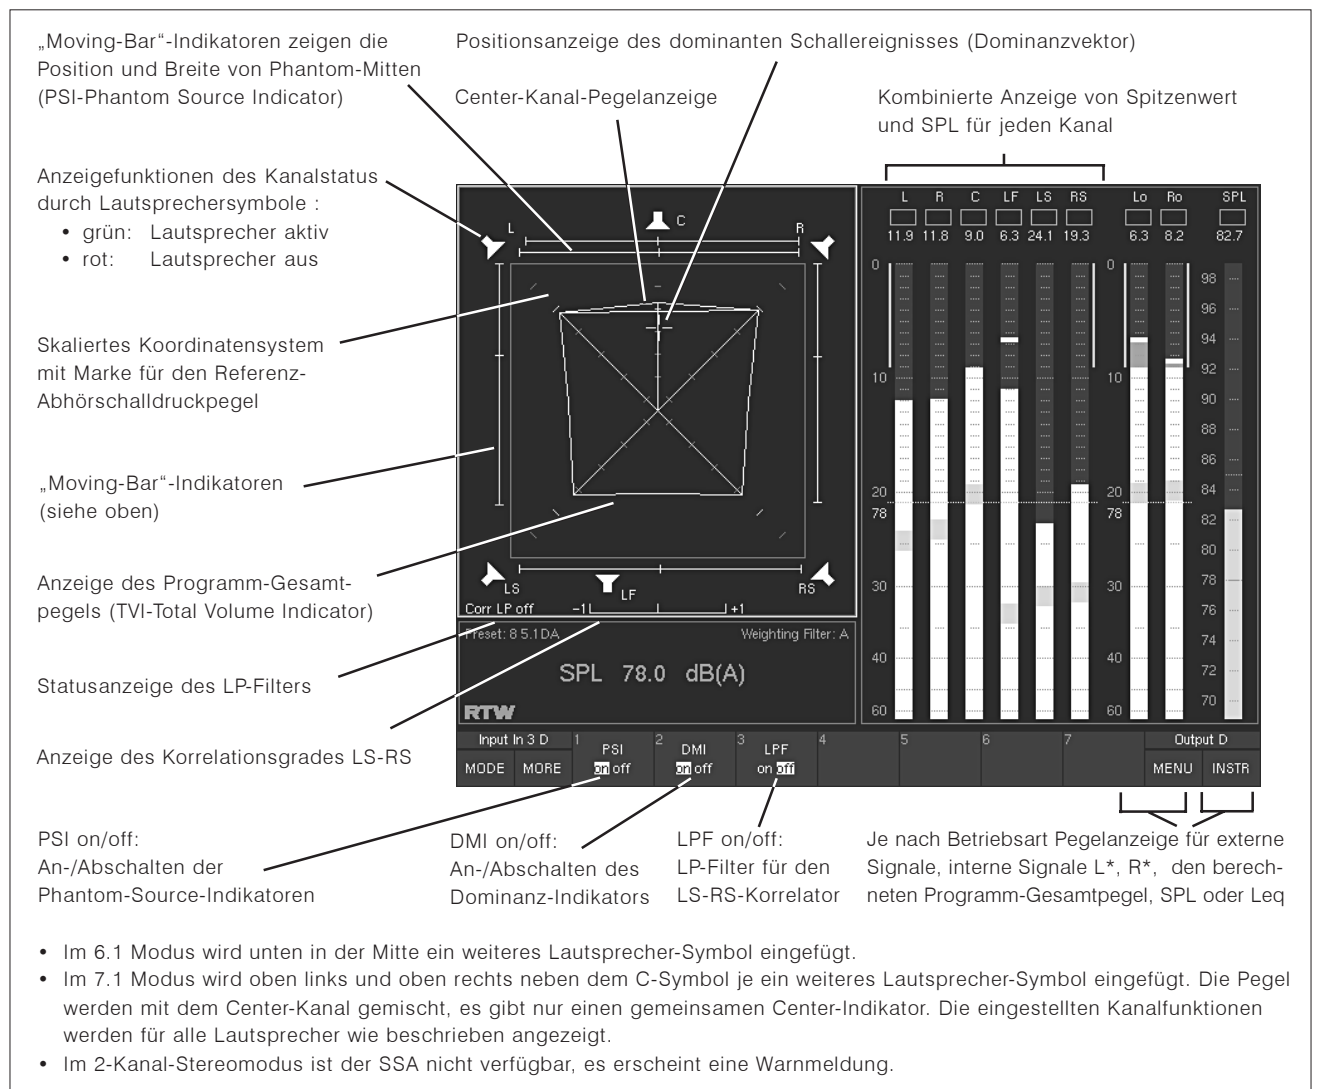 „Moving-Bar“-Indikatoren zeigen die
Position und Breite von Phantom-Mitten
(PSI-Phantom Source Indicator)
Positionsanzeige des dominanten Schallereignisses (Dominanzvektor)
Center-Kanal-Pegelanzeige
Kombinierte Anzeige von Spitzenwert
und SPL für jeden Kanal
Anzeigefunktionen des Kanalstatus
durch Lautsprechersymbole :
• grün: Lautsprecher aktiv
• rot: Lautsprecher aus
Skaliertes Koordinatensystem
mit Marke für den Referenz-
Abhörschalldruckpegel
„Moving-Bar“-Indikatoren
(siehe oben)
Anzeige des Programm-Gesamt-
pegels (TVI-Total Volume Indicator)
Statusanzeige des LP-Filters
Anzeige des Korrelationsgrades LS-RS
L C R
LS LF RS
Corr LP off -1 +1
Preset: 8 5.1DA Weighting Filter: A
SPL 78.0 dB(A)
RTW
L R C LF LS RS Lo Ro SPL
11.9 11.8 9.0 6.3 24.1 19.3 6.3 8.2 82.7
0 0
98
96
94
92
10 10
90
88
86
20 20 84
78 78
82
80
30 30 78
76
74
40 40
72
70
60 60
Input In 3 D 1 2 3 4 5 6 7 Output D
PSI DMI LPF
MODE MORE on off on off on off MENU INSTR
PSI on/off:
An-/Abschalten der
Phantom-Source-Indikatoren
DMI on/off:
An-/Abschalten des
Dominanz-Indikators
LPF on/off:
LP-Filter für den
LS-RS-Korrelator
Je nach Betriebsart Pegelanzeige für externe
Signale, interne Signale L*, R*, den berech-
neten Programm-Gesamtpegel, SPL oder Leq
• Im 6.1 Modus wird unten in der Mitte ein weiteres Lautsprecher-Symbol eingefügt.
• Im 7.1 Modus wird oben links und oben rechts neben dem C-Symbol je ein weiteres Lautsprecher-Symbol eingefügt. Die Pegel
werden mit dem Center-Kanal gemischt, es gibt nur einen gemeinsamen Center-Indikator. Die eingestellten Kanalfunktionen
werden für alle Lautsprecher wie beschrieben angezeigt.
• Im 2-Kanal-Stereomodus ist der SSA nicht verfügbar, es erscheint eine Warnmeldung.